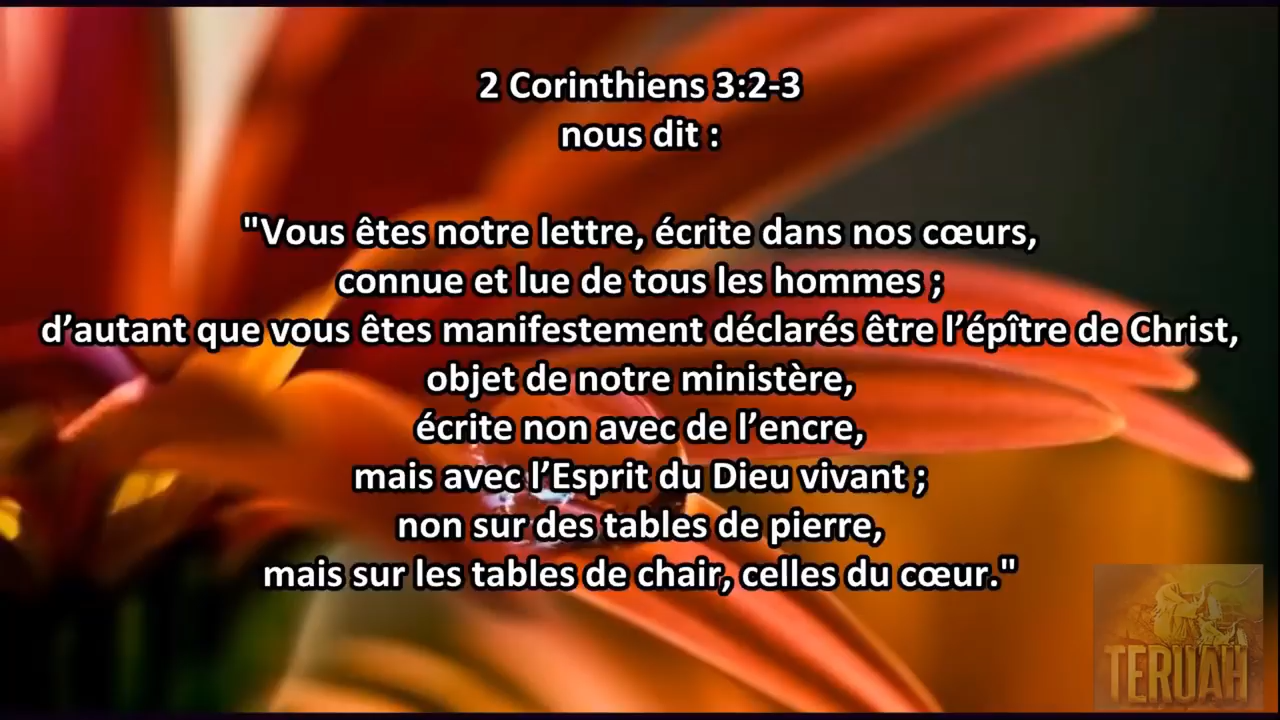 2 Corinthiens 3:2-3
nous dit :
"Vous êtes notre lettre, écrite dans nos cœurs,
connue et lue de tous les hommes ;
d’autant que vous êtes manifestement déclarés être l’épître de Christ,
objet de notre ministère,
écrite non avec de l’encre,
mais avec l’Esprit du Dieu vivant ;
non sur des tables de pierre,
mais sur les tables de chair, celles du cœur."
TERUAH